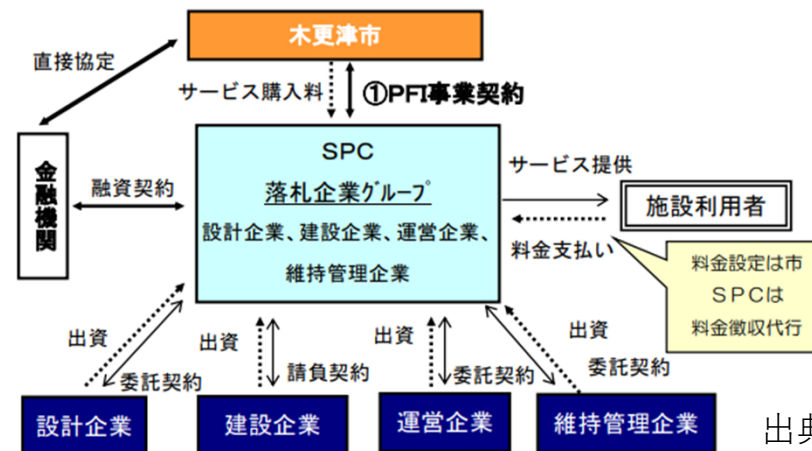 木更津市
直接協定
サービス購入料
①PFI事業契約
SPC
落札企業グループ
設計企業、建設企業、運営企業、
維持管理企業
金融機関
融資契約
サービス提供
施設利用者
料金支払い
料金設定は市
SPCは
料金徴収代行
出資
委託契約
出資
請負契約
出資
委託契約
出資
委託契約
設計企業
建設企業
運営企業
維持管理企業
出典